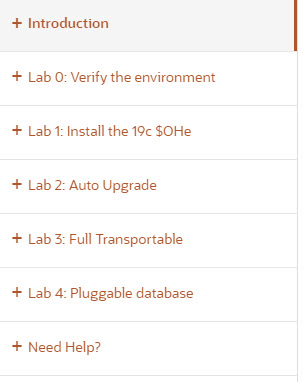 + Introduction
+ Lab 0: Verify the environment
+ Lab 1: Install the 19c $OHe
+ Lab 2: Auto Upgrade
+ Lab 3: Full Transportable
+ Lab 4: Pluggable database
+ Need Help?